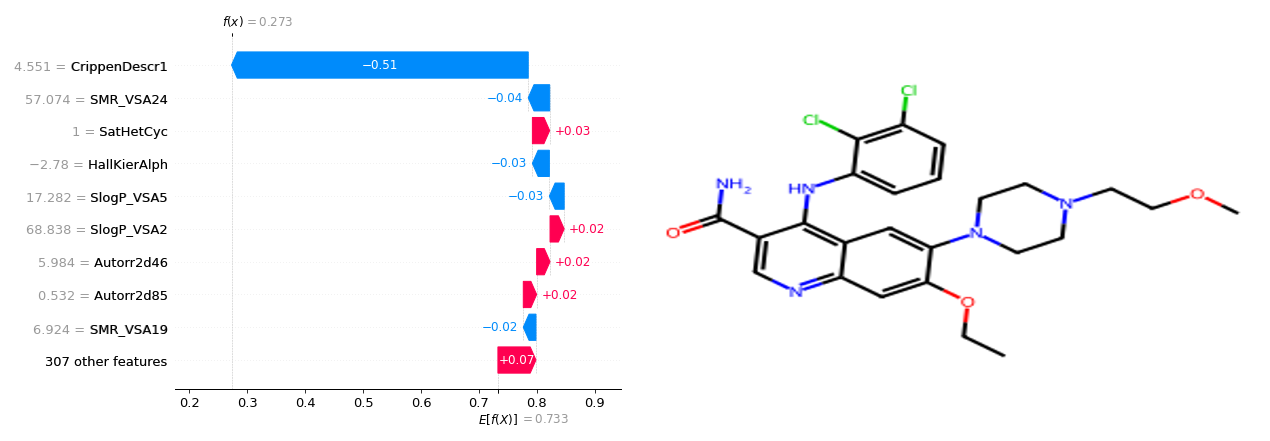 f(x) = 0.273
4.551 = CrippenDescr1
−0.51
57.074 = SMR_VSA24
−0.04
1 = SatHetCyc
+0.03
−2.78 = HallKierAlph
−0.03
17.282 = SlogP_VSA5
−0.03
68.838 = SlogP_VSA2
+0.02
5.984 = Autorr2d46
+0.02
0.532 = Autorr2d85
+0.02
6.924 = SMR_VSA19
−0.02
307 other features
+0.07
0.2 0.3 0.4 0.5 0.6 0.7 0.8 0.9
E[f(X)] = 0.733
Cl
Cl
NH₂
HN
O
N
O
N
N
O